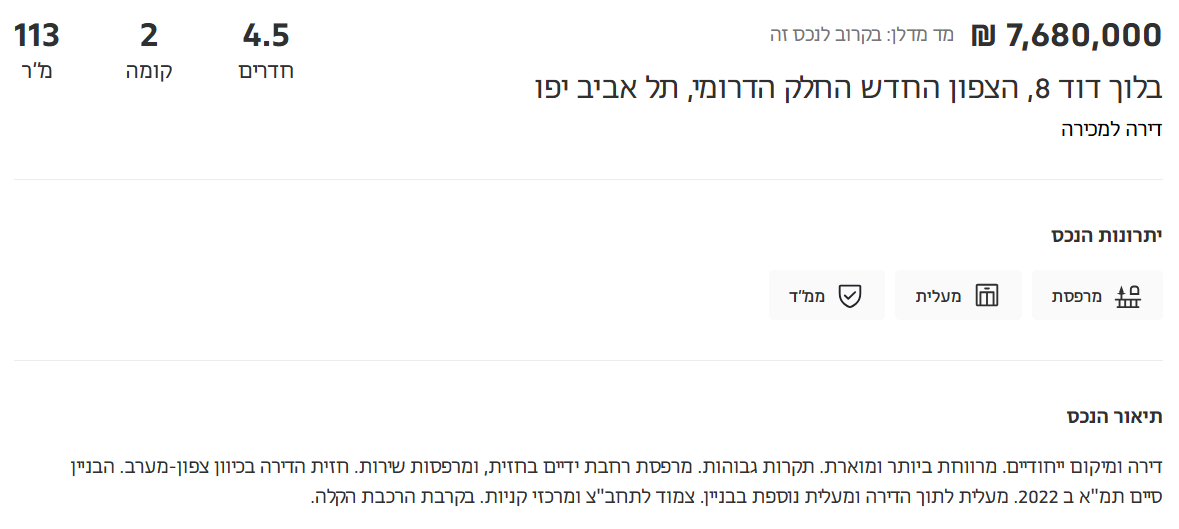 7,680,000 ₪ מד מדלן: בקרוב לנכס זה
4.5 2 113
חדרים קומה מ"ר
בלוך דוד 8, הצפון החדש החלק הדרומי, תל אביב יפו
דירה למכירה
יתרונות הנכס
מרפסת מעלית ממ"ד
תיאור הנכס
דירה ומיקום ייחודיים. מרווחת ביותר ומוארת. תקרות גבוהות. מרפסת רחבת ידיים בחזית, ומרפסות שירות. חזית הדירה בכיוון צפון-מערב. הבניין
סיים תמ"א ב 2022. מעלית לתוך הדירה ומעלית נוספת בבניין. צמוד לתחב"צ ומרכזי קניות. בקרבת הרכבת הקלה.